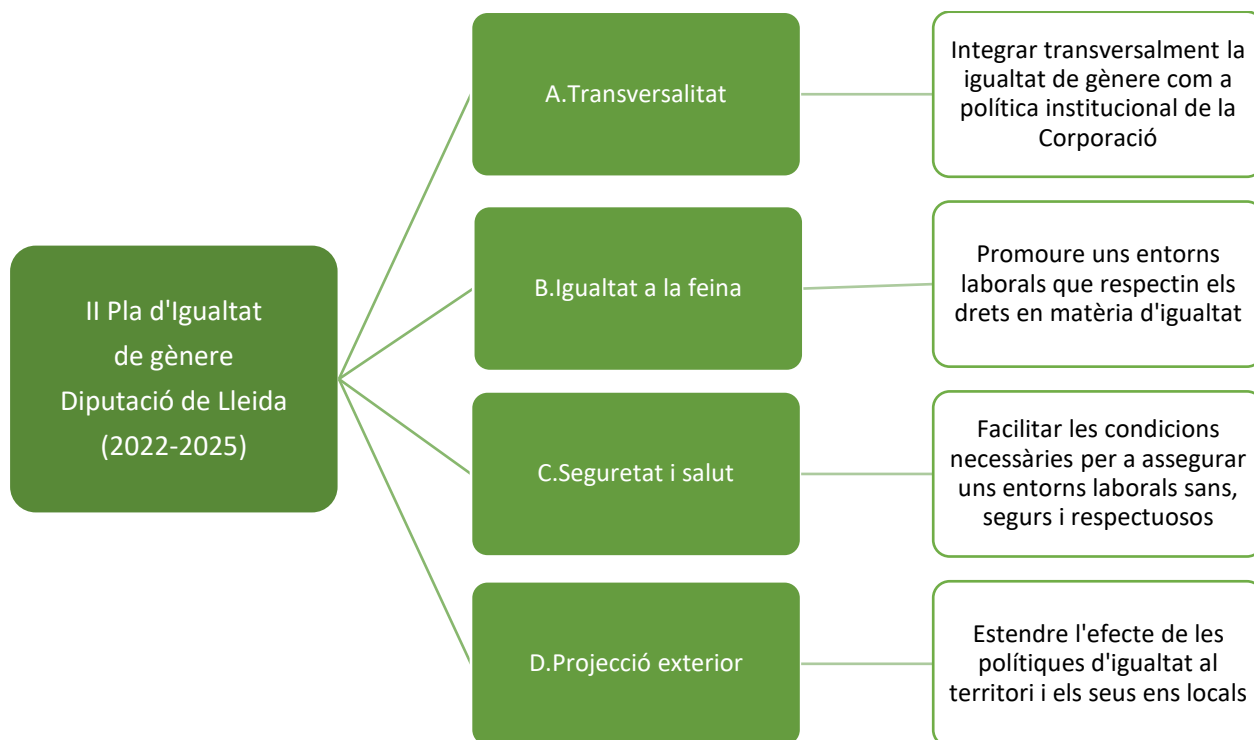 II Pla d'Igualtat
de gènere
Diputació de Lleida
(2022-2025)
A.Transversalitat
Integrar transversalment la
igualtat de gènere com a
política institucional de la
Corporació
B.Igualtat a la feina
Promoure uns entorns
laborals que respectin els
drets en matèria d'igualtat
C.Seguretat i salut
Facilitar les condicions
necessàries per a assegurar
uns entorns laborals sans,
segurs i respectuosos
D.Projecció exterior
Estendre l'efecte de les
polítiques d'igualtat al
territori i els seus ens locals